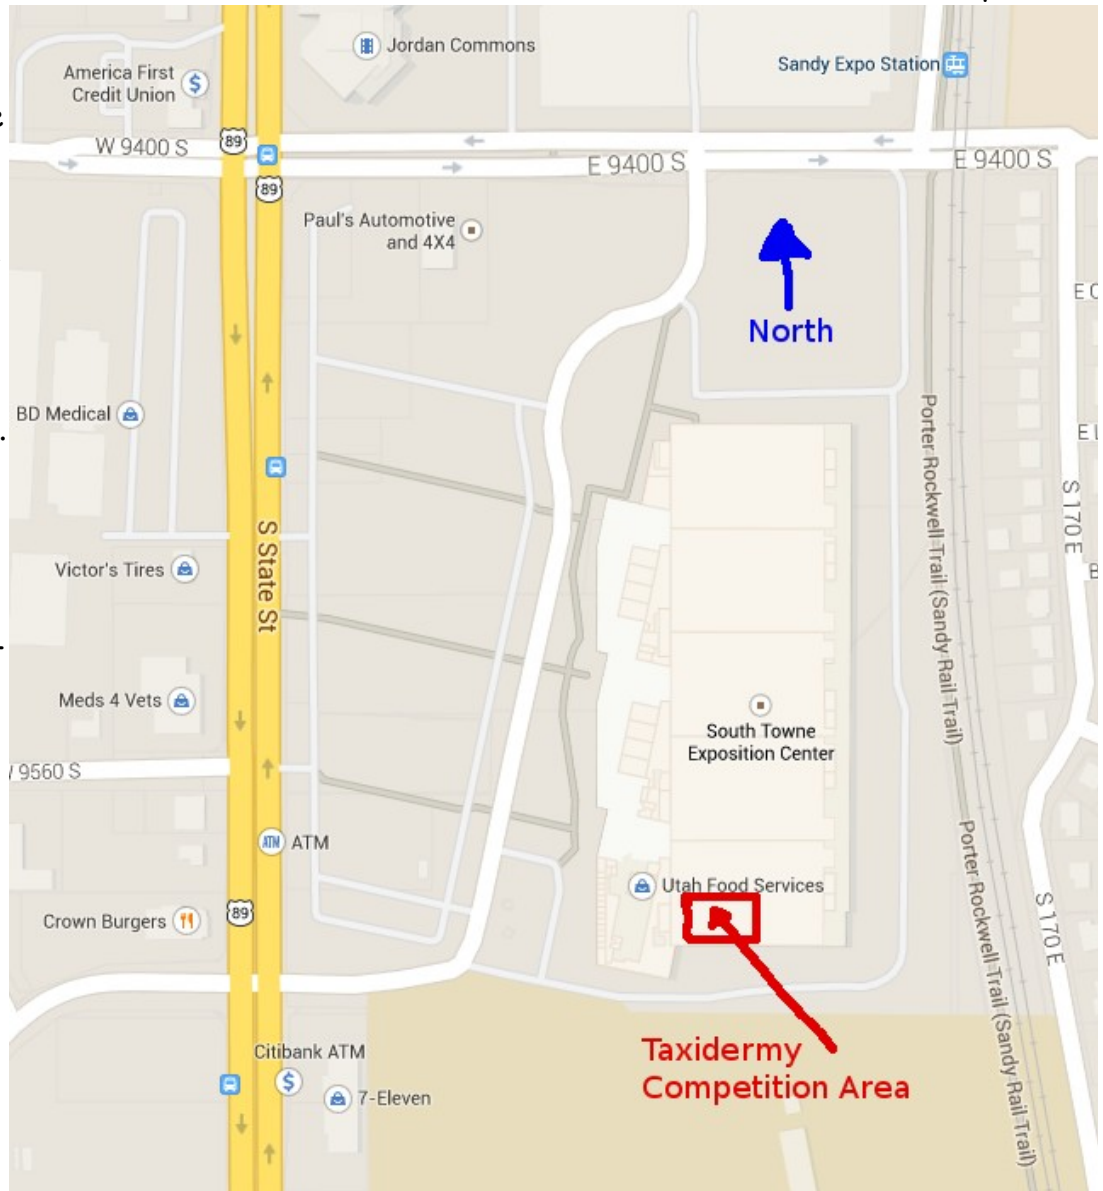 Jordan Commons
America First
Credit Union
Sandy Expo Station
W 9400 S
89
89
E 9400 S
E 9400 S
Paul's Automotive
and 4X4
North
BD Medical
S State St
Porter Rockwell Trail (Sandy Rail Trail)
S 170 E
Victor's Tires
Meds 4 Vets
South Towne
Exposition Center
9560 S
ATM
ATM
Utah Food Services
Crown Burgers
89
Porter Rockwell Trail (Sandy Rail Trail)
S 170 E
Taxidermy
Competition Area
Citibank ATM
7-Eleven